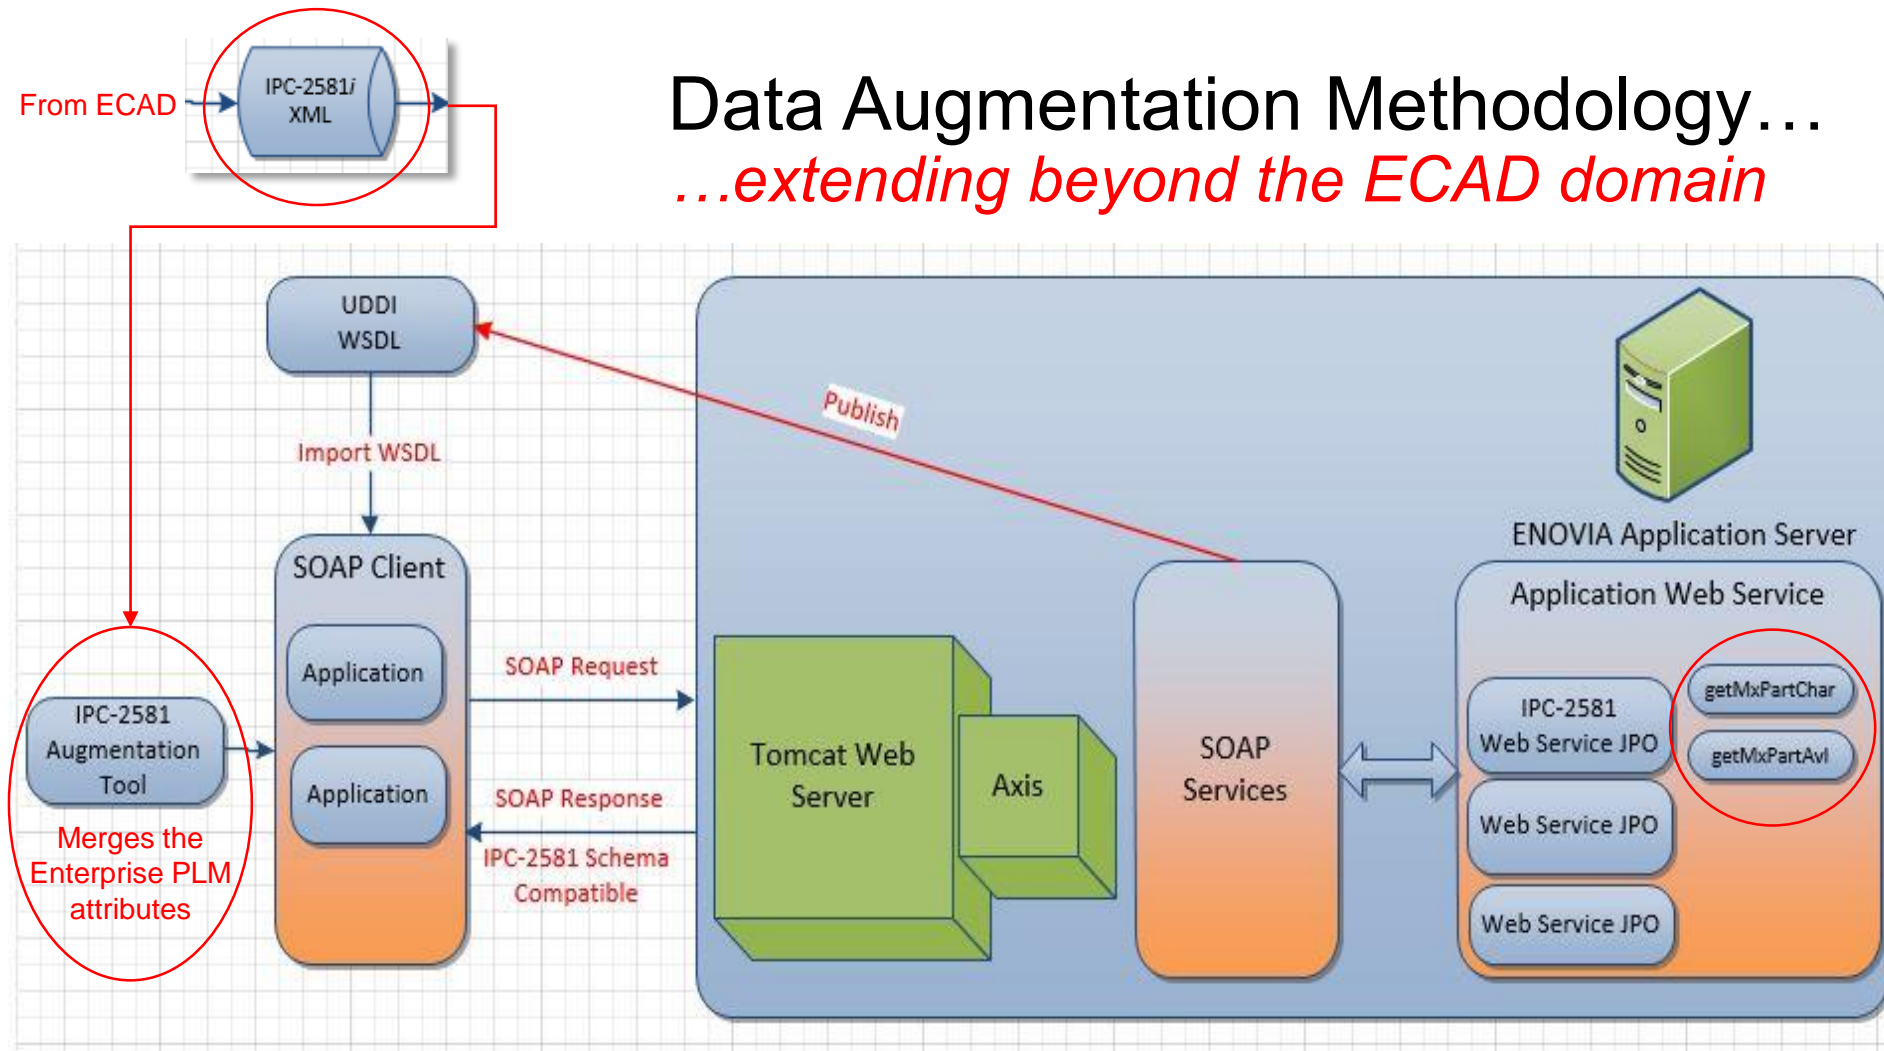 From ECAD
IPC-2581i
XML
Data Augmentation Methodology…
…extending beyond the ECAD domain
UDDI
WSDL
Publish
Import WSDL
ENOVIA Application Server
SOAP Client
Application Web Service
Application
SOAP Request
getMxPartChar
IPC-2581
Web Service JPO
getMxPartAvl
IPC-2581
Augmentation
Tool
Tomcat Web
Server
Axis
SOAP
Services
Application
SOAP Response
Web Service JPO
Merges the
Enterprise PLM
attributes
IPC-2581 Schema
Compatible
Web Service JPO